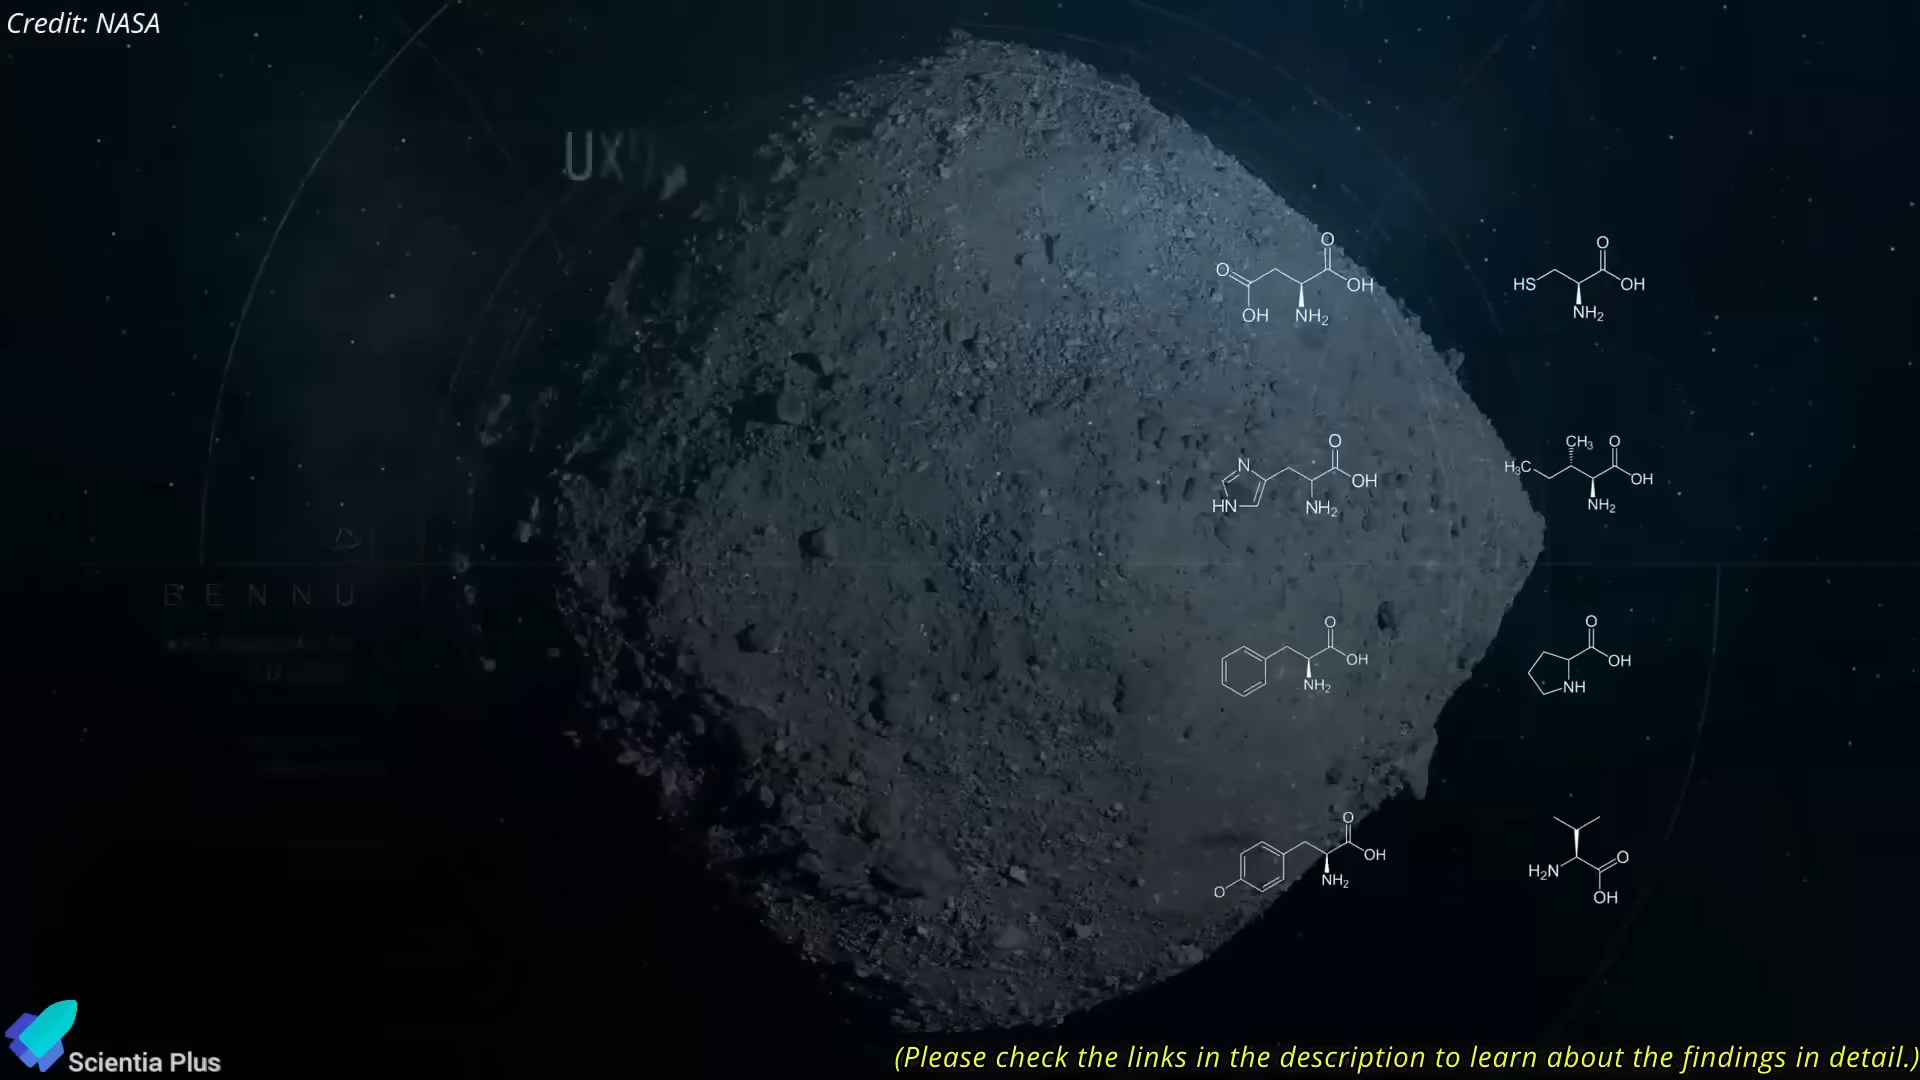 Credit: NASA
UX
O
O
OH
OH
NH₂
O
HS
OH
NH₂
O
N
OH
HN
NH₂
CH₃
O
H₃C
OH
NH₂
O
OH
NH₂
O
OH
NH
O
OH
NH₂
O
H₂N
O
OH
BENNU
Scientia Plus
(Please check the links in the description to learn about the findings in detail.)